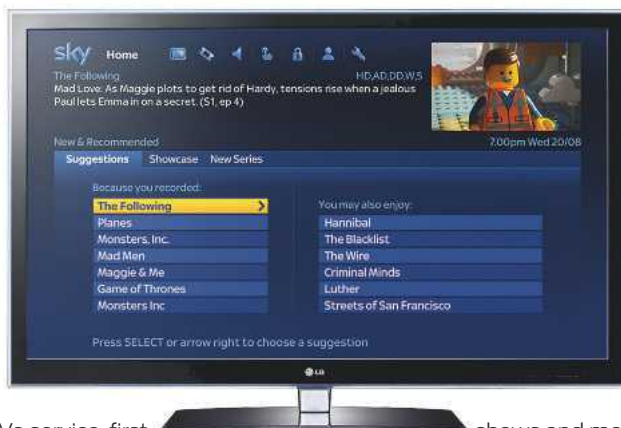 sky Home
The Following HD,AD,DD,W,S
Mad Love: As Maggie plots to get rid of Hardy, tensions rise when a jealous
Paul lets Emma in on a secret. (S1, ep 4)
New & Recommended 7.00pm Wed 20/08
Suggestions Showcase New Series
Because you recorded:
The Following
Planes
Monsters, Inc.
Mad Men
Maggie & Me
Game of Thrones
Monsters Inc
You may also enjoy:
Hannibal
The Blacklist
The Wire
Criminal Minds
Luther
Streets of San Francisco
Press SELECT or arrow right to choose a suggestion
LG
service, first
shows and